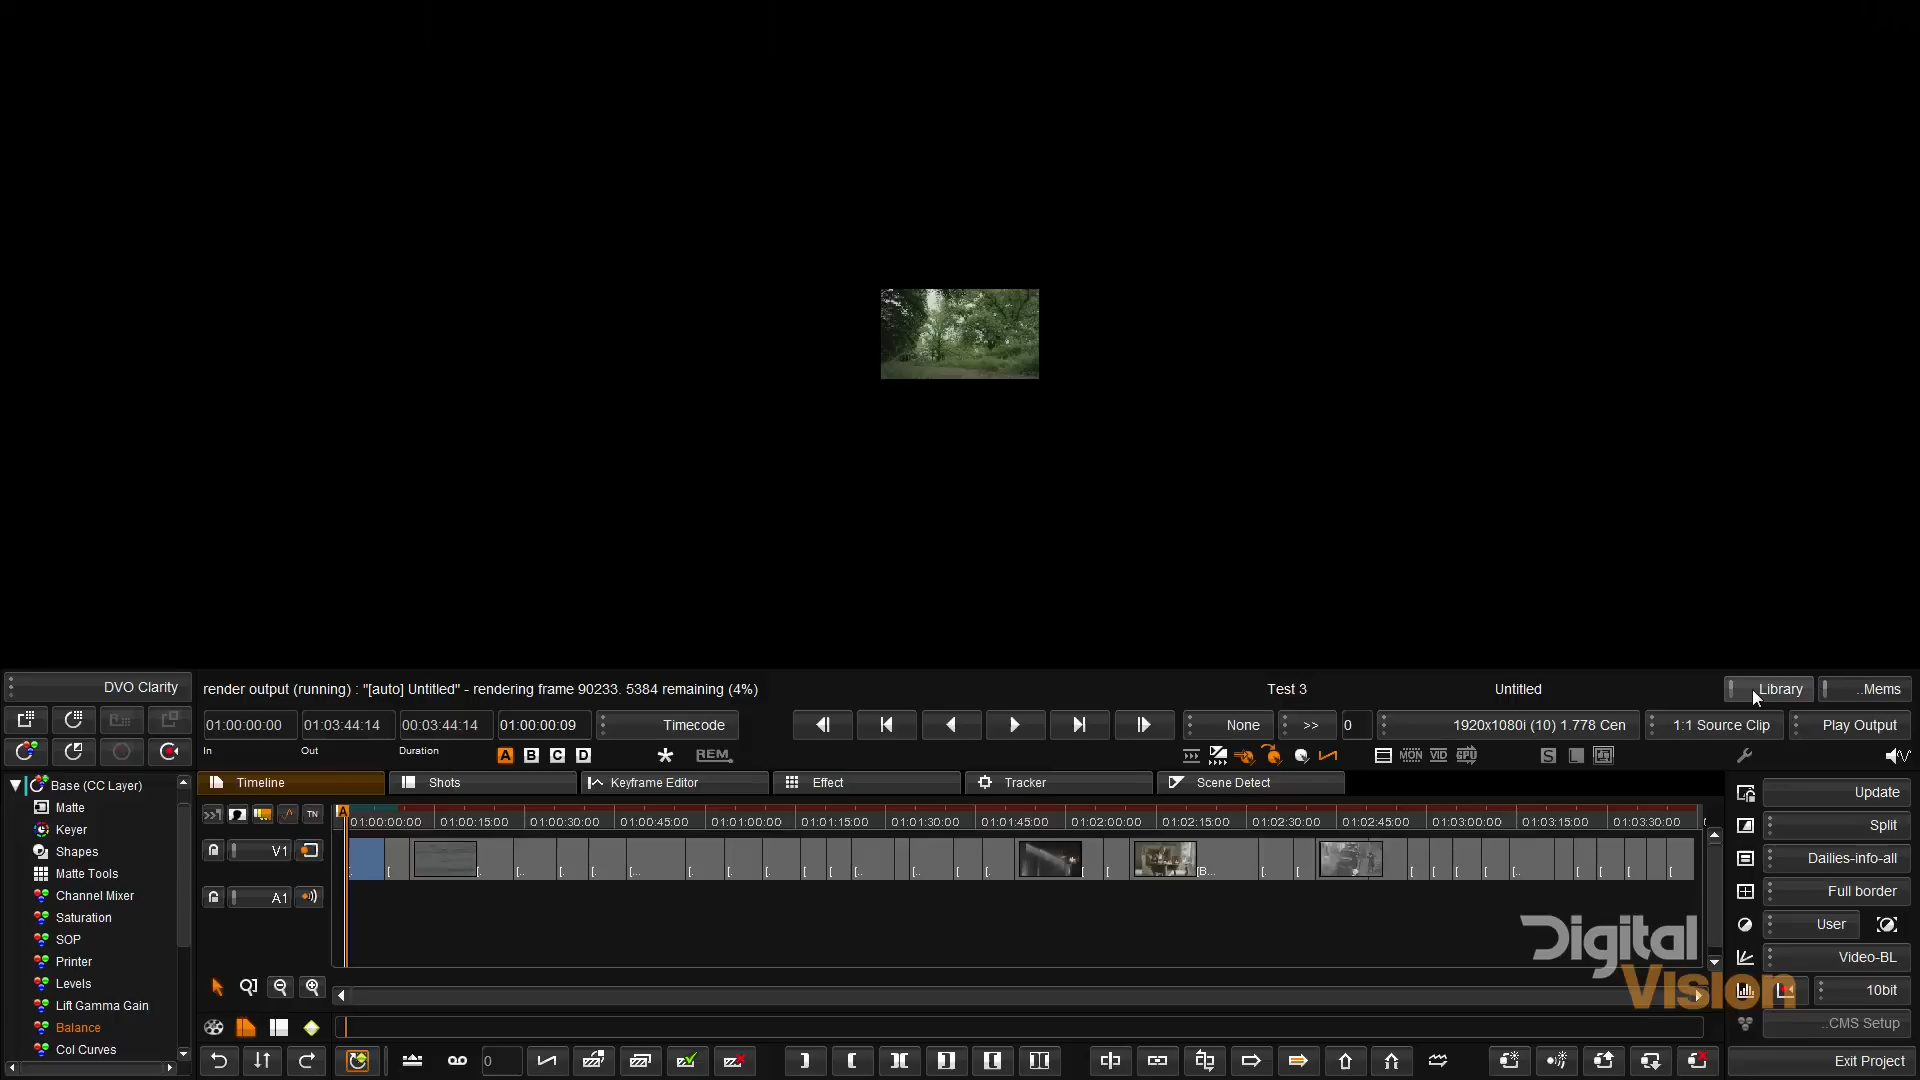 DVO Clarity
render output (running) : "[auto] Untitled" - rendering frame 90233. 5384 remaining (4%)
Test 3
Untitled
Library
..Mems
01:00:00:00
01:03:44:14
00:03:44:14
01:00:00:09
Timecode
None
>>
0
1920x1080i (10) 1.778 Cen
1:1 Source Clip
Play Output
In
Out
Duration
A
B
C
D
REM.
MON
VID
GPU
S
L
Base (CC Layer)
Matte
Keyer
Shapes
Matte Tools
Channel Mixer
Saturation
SOP
Printer
Levels
Lift Gamma Gain
Balance
Col Curves
Timeline
Shots
Keyframe Editor
Effect
Tracker
Scene Detect
TN
A
01:00:00:00
01:00:15:00
01:00:30:00
01:00:45:00
01:01:00:00
01:01:15:00
01:01:30:00
01:01:45:00
01:02:00:00
01:02:15:00
01:02:30:00
01:02:45:00
01:03:00:00
01:03:15:00
01:03:30:00
V1
[B...
A1
0
Update
Split
Dailies-info-all
Full border
User
Video-BL
10bit
..CMS Setup
Exit Project
Digital
Vision